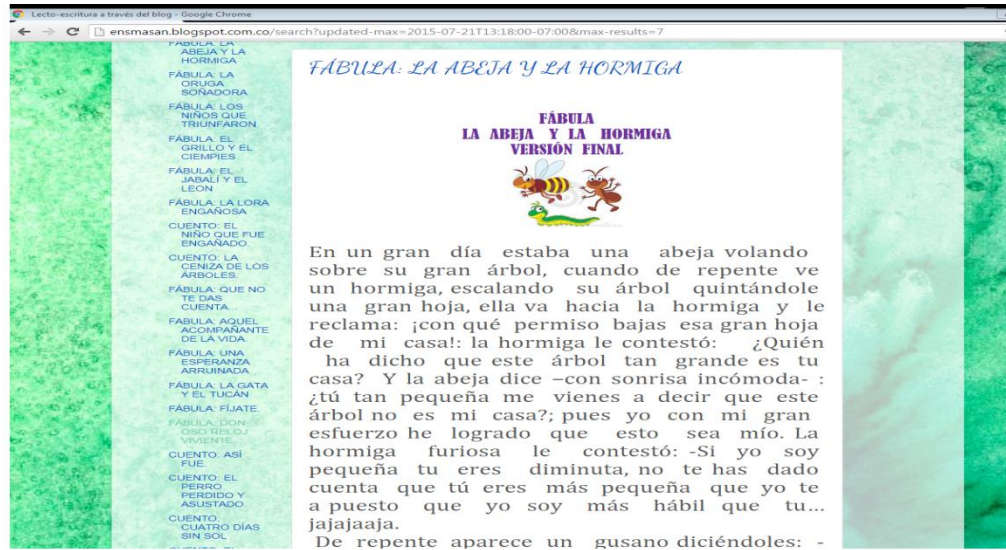 Lecto-escritura a través del blog - Google Chrome
ensmasan.blogspot.com.co/search?updated-max=2015-07-21T13:18:00-07:00&max-results=7
FÁBULA: LA
ABEJA Y LA
HORMIGA
FÁBULA: LA
ORUGA
SOÑADORA
FÁBULA: LOS
NIÑOS QUE
TRIUNFARON.
FÁBULA: EL
GRILLO Y EL
CIEMPIES
FÁBULA: EL
JABALÍ Y EL
LEON
FÁBULA: LA LORA
ENGAÑOSA
CUENTO: EL
NIÑO QUE FUE
ENGAÑADO.
CUENTO: LA
CENIZA DE LOS
ÁRBOLES.
FÁBULA: QUE NO
TE DAS
CUENTA...
FABULA: AQUEL
ACOMPAÑANTE
DE LA VIDA.
FÁBULA: UNA
ESPERANZA
ARRUINADA
FÁBULA: LA GATA
Y EL TUCÁN
FÁBULA: FÍJATE.
FÁBULA: DON
OSO RELOJ
VIVIENTE.
CUENTO: ASÍ
FUE.
CUENTO: EL
PERRO
PERDIDO Y
ASUSTADO.
CUENTO:
CUATRO DÍAS
SIN SOL
FÁBULA: LA ABEJA Y LA HORMIGA
FÁBULA
LA ABEJA Y LA HORMIGA
VERSIÓN FINAL
En un gran día estaba una abeja volando
sobre su gran árbol, cuando de repente ve
un hormiga, escalando su árbol quintándole
una gran hoja, ella va hacia la hormiga y le
reclama: ¡con qué permiso bajas esa gran hoja
de mi casa!: la hormiga le contestó: ¿Quién
ha dicho que este árbol tan grande es tu
casa? Y la abeja dice –con sonrisa incómoda- :
¿tú tan pequeña me vienes a decir que este
árbol no es mi casa?; pues yo con mi gran
esfuerzo he logrado que esto sea mío. La
hormiga furiosa le contestó: -Si yo soy
pequeña tu eres diminuta, no te has dado
cuenta que tú eres más pequeña que yo te
a puesto que yo soy más hábil que tu...
jajajaaja.
De repente aparece un gusano diciéndoles: -